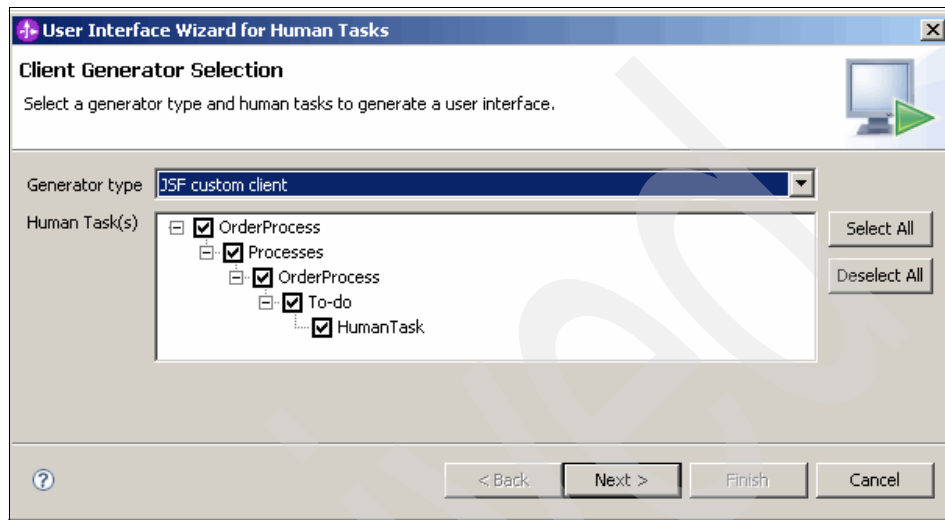 User Interface Wizard for Human Tasks
Client Generator Selection
Select a generator type and human tasks to generate a user interface.
Generator type JSF custom client
Human Task(s)
OrderProcess
Processes
OrderProcess
To-do
HumanTask
Select All
Deselect All
< Back Next > Finish Cancel